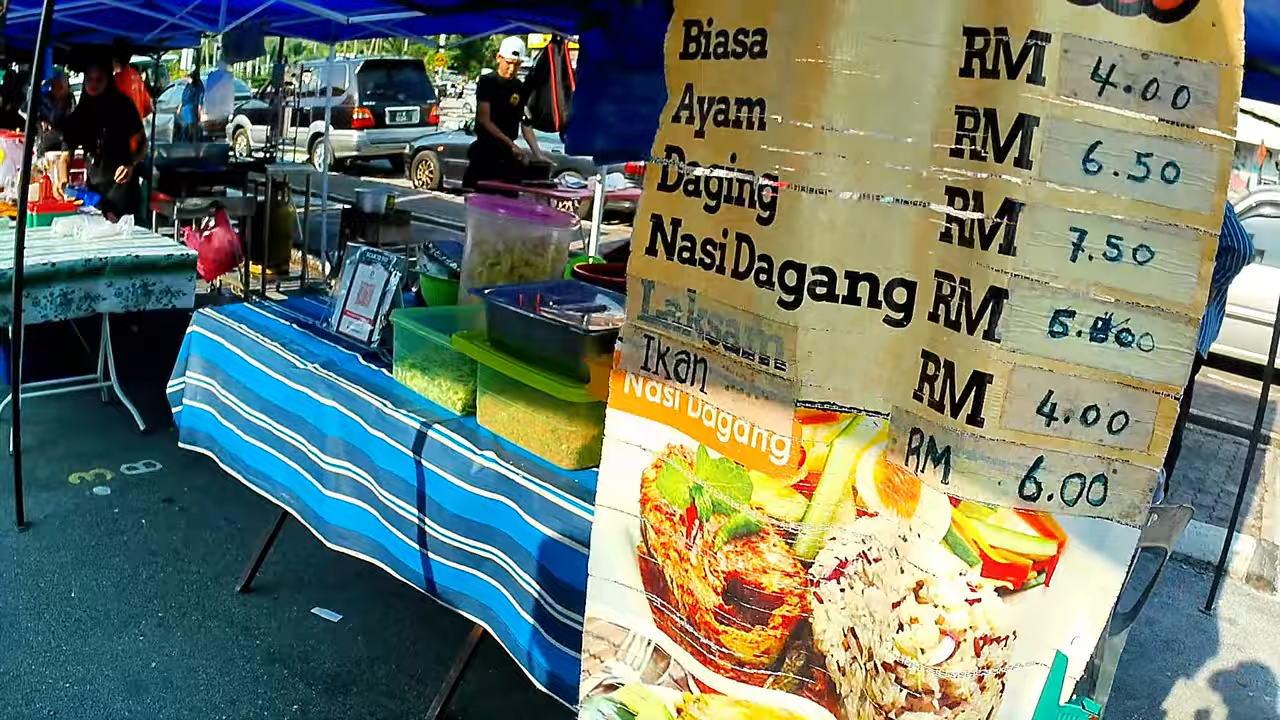 Biasa RM 4.00
Ayam RM 6.50
Daging RM 7.50
Nasi Dagang RM
Laksam RM 4.00
Ikan RM 6.00
Nasi Dagang